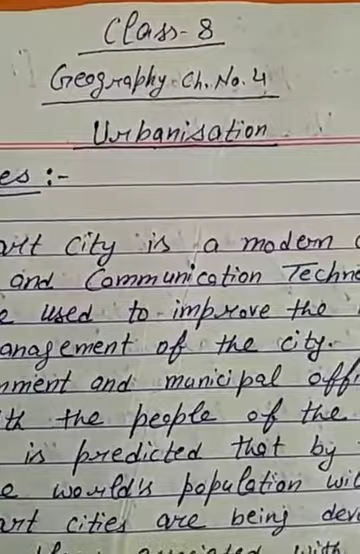 Class-8
Geography Ch. No. 4
Urbanisation
es :-
art city is a modern
and Communication Techn
e used to improve the
anagement of the city.
nment and municipal off
th the people of the
is predicted that by
e world's population wi
art cities are being dev
with